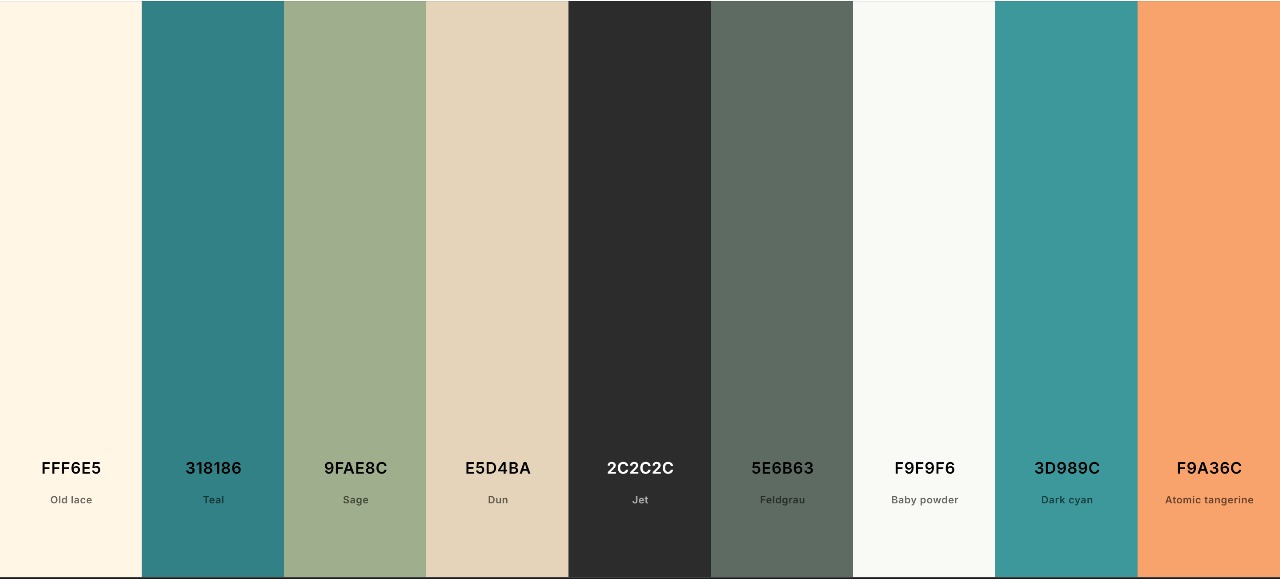 FFF6E5
Old lace
318186
Teal
9FAE8C
Sage
E5D4BA
Dun
2C2C2C
Jet
5E6B63
Feldgrau
F9F9F6
Baby powder
3D989C
Dark cyan
F9A36C
Atomic tangerine